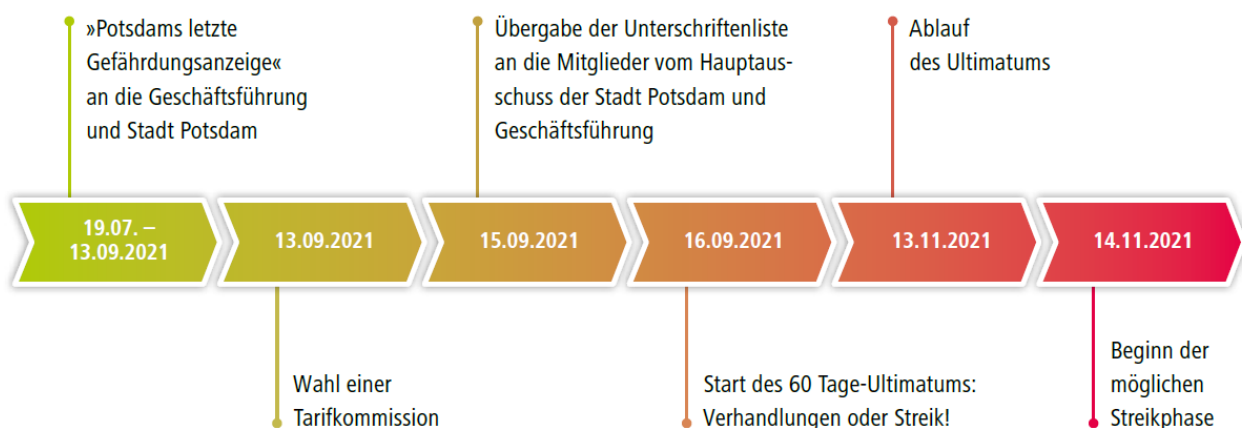 »Potsdams letzte
Gefährdungsanzeige«
an die Geschäftsführung
und Stadt Potsdam
Übergabe der Unterschriftenliste
an die Mitglieder vom Hauptaus-
schuss der Stadt Potsdam und
Geschäftsführung
Ablauf
des Ultimatums
19.07. –
13.09.2021
13.09.2021
15.09.2021
16.09.2021
13.11.2021
14.11.2021
Wahl einer
Tarifkommission
Start des 60 Tage-Ultimatums:
Verhandlungen oder Streik!
Beginn der
möglichen
Streikphase